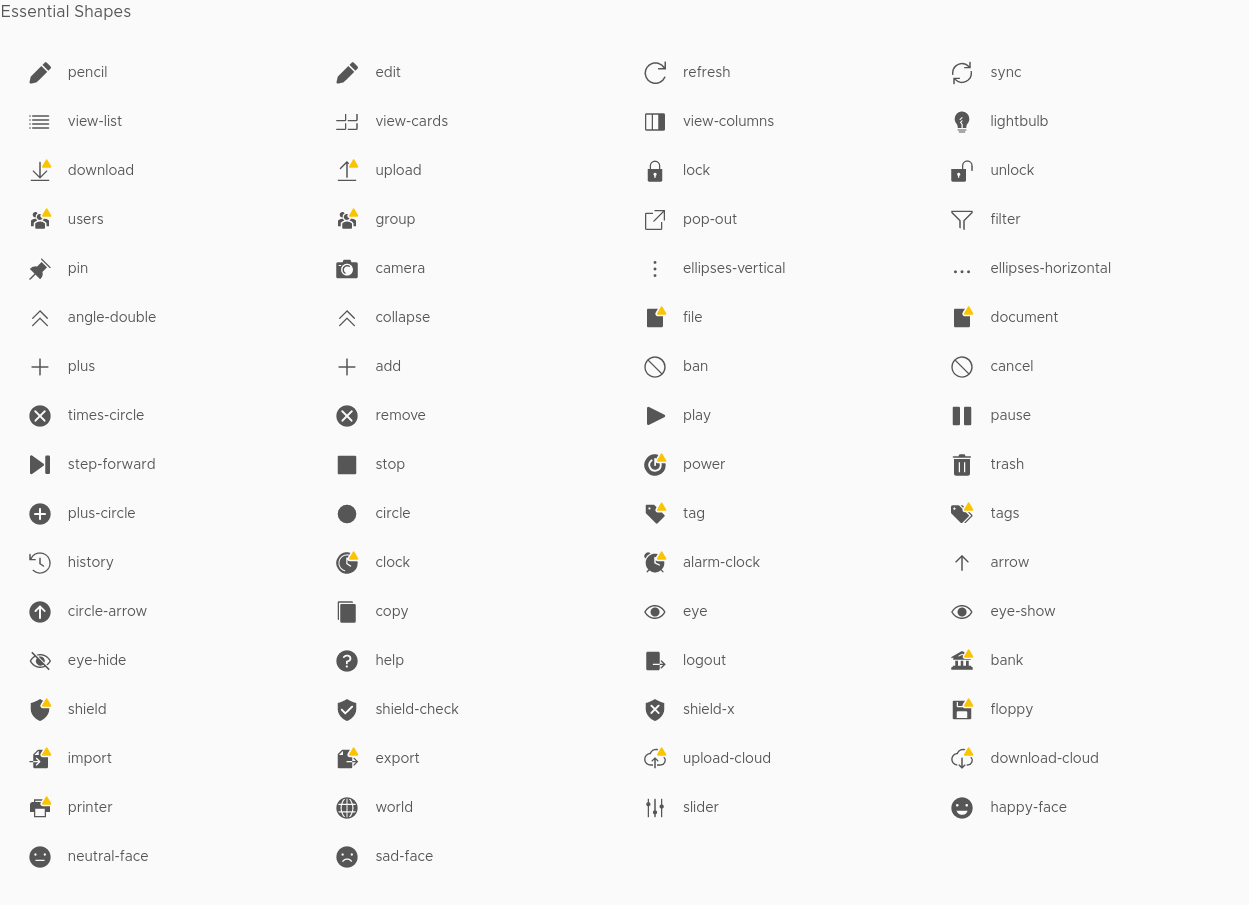 Essential Shapes
pencil edit refresh sync
view-list view-cards view-columns lightbulb
download upload lock unlock
users group pop-out filter
pin camera ellipses-vertical ellipses-horizontal
angle-double collapse file document
plus add ban cancel
times-circle remove play pause
step-forward stop power trash
plus-circle circle tag tags
history clock alarm-clock arrow
circle-arrow copy eye eye-show
eye-hide help logout bank
shield shield-check shield-x floppy
import export upload-cloud download-cloud
printer world slider happy-face
neutral-face sad-face